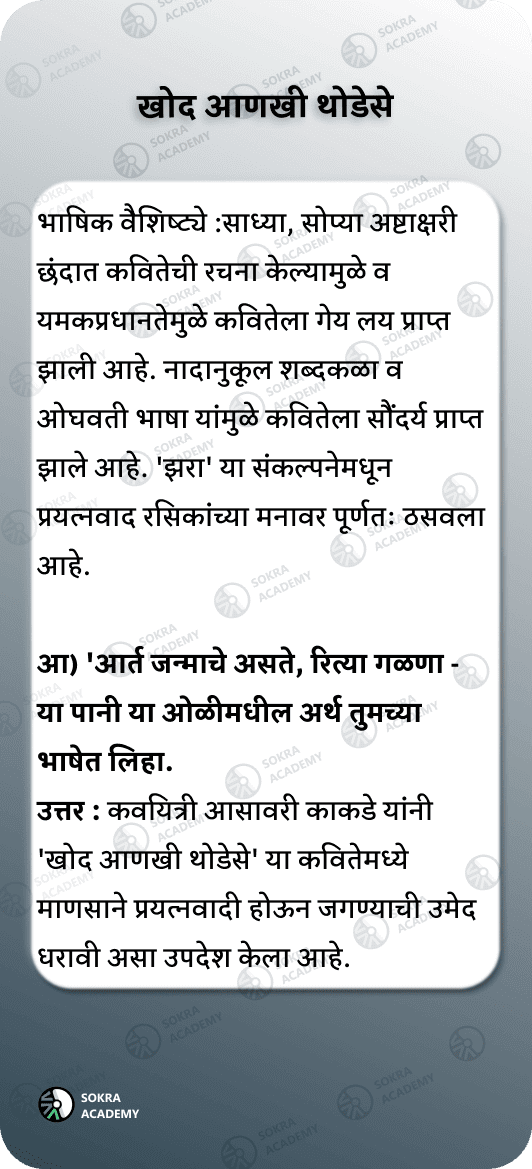 खोद आणखी थोडेसे
भाषिक वैशिष्ट्ये :साध्या, सोप्या अष्टाक्षरी
छंदात कवितेची रचना केल्यामुळे व
यमकप्रधानतेमुळे कवितेला गेय लय प्राप्त
झाली आहे. नादानुकूल शब्दकळा व
ओघवती भाषा यांमुळे कवितेला सौंदर्य प्राप्त
झाले आहे. 'झरा' या संकल्पनेमधून
प्रयत्नवाद रसिकांच्या मनावर पूर्णतः ठसवला
आहे.
आ) 'आर्त जन्माचे असते, रित्या गळणा -
या पानी या ओळीमधील अर्थ तुमच्या
भाषेत लिहा.
उत्तर : कवयित्री आसावरी काकडे यांनी
'खोद आणखी थोडेसे' या कवितेमध्ये
माणसाने प्रयत्नवादी होऊन जगण्याची उमेद
धरावी असा उपदेश केला आहे.
SOKRA
ACADEMY